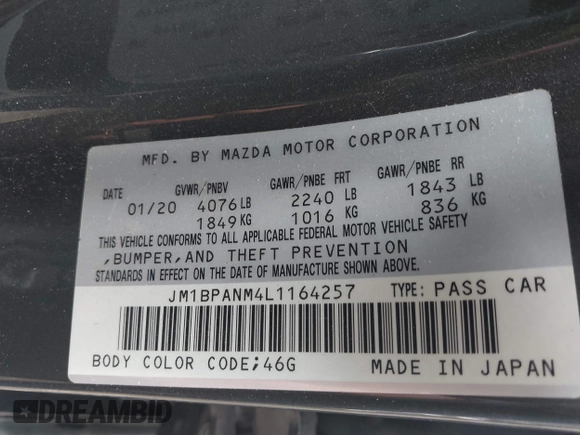 MFD. BY MAZDA MOTOR CORPORATION
DATE GVWR/PNBV GAWR/PNBE FRT GAWR/PNBE RR
01/20 4076 LB 2240 LB 1843 LB
1849 KG 1016 KG 836 KG
THIS VEHICLE CONFORMS TO ALL APPLICABLE FEDERAL MOTOR VEHICLE SAFETY
,BUMPER,AND THEFT PREVENTION
STANDARDS IN EFFECT ON THE DATE OF MANUFACTURE SHOWN ABOVE.
JM1BPANM4L1164257 TYPE: PASS CAR
BODY COLOR CODE;46G MADE IN JAPAN
DREAMBID